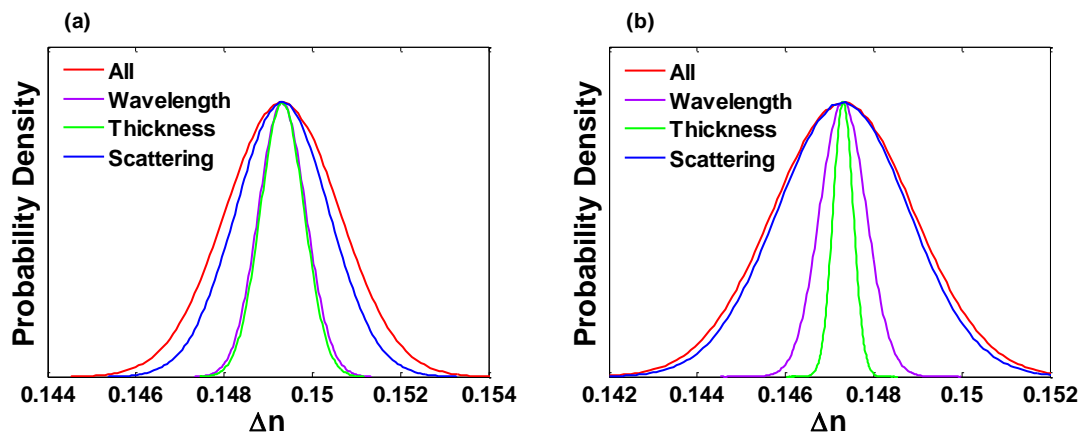 (a)
All
Wavelength
Thickness
Scattering
Probability Density
0.144 0.146 0.148 0.15 0.152 0.154
Δn
(b)
All
Wavelength
Thickness
Scattering
Probability Density
0.142 0.144 0.146 0.148 0.15 0.152
Δn